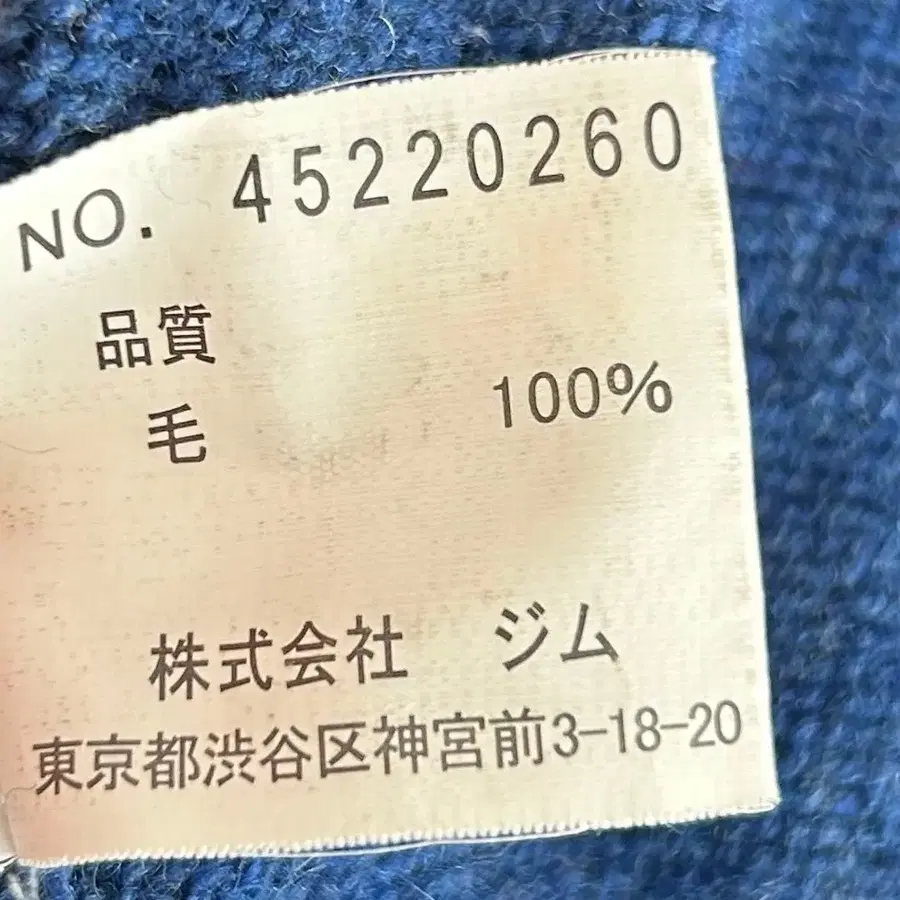 NO. 45220260
品質
毛 100%
株式会社 ジム
東京都渋谷区神宮前3-18-20